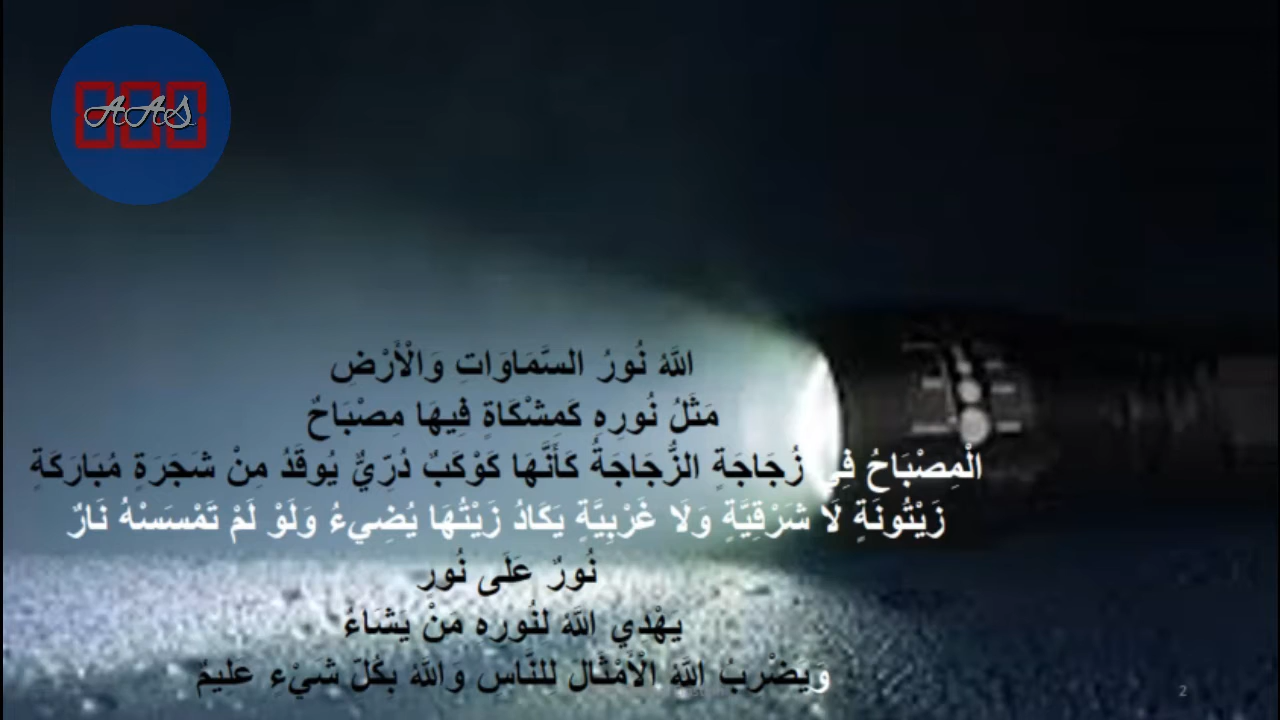 AAS
اللَّهُ نُورُ السَّمَاوَاتِ وَالْأَرْضِ
مَثَلُ نُورِهِ كَمِشْكَاةٍ فِيهَا مِصْبَاحٌ
الْمِصْبَاحُ فِي زُجَاجَةٍ الزُّجَاجَةُ كَأَنَّهَا كَوْكَبٌ دُرِّيٌّ يُوقَدُ مِنْ شَجَرَةٍ مُبَارَكَةٍ
زَيْتُونَةٍ لَا شَرْقِيَّةٍ وَلَا غَرْبِيَّةٍ يَكَادُ زَيْتُهَا يُضِيءُ وَلَوْ لَمْ تَمْسَسْهُ نَارٌ
نُورٌ عَلَى نُورٍ
يَهْدِي اللَّهُ لِنُورِهِ مَنْ يَشَاءُ
وَيَضْرِبُ اللَّهُ الْأَمْثَالَ لِلنَّاسِ وَاللَّهُ بِكُلِّ شَيْءٍ عَلِيمٌ
2